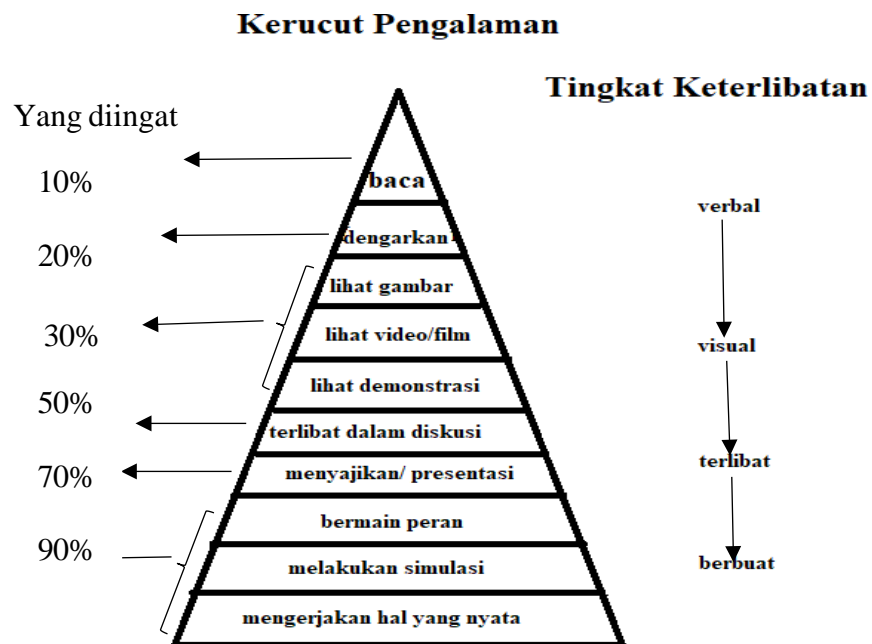 Kerucut Pengalaman
Tingkat Keterlibatan
Yang diingat
10%
20%
30%
50%
70%
90%
baca
dengarkan
lihat gambar
lihat video/film
lihat demonstrasi
terlibat dalam diskusi
menyajikan/ presentasi
bermain peran
melakukan simulasi
mengerjakan hal yang nyata
verbal
visual
terlibat
berbuat